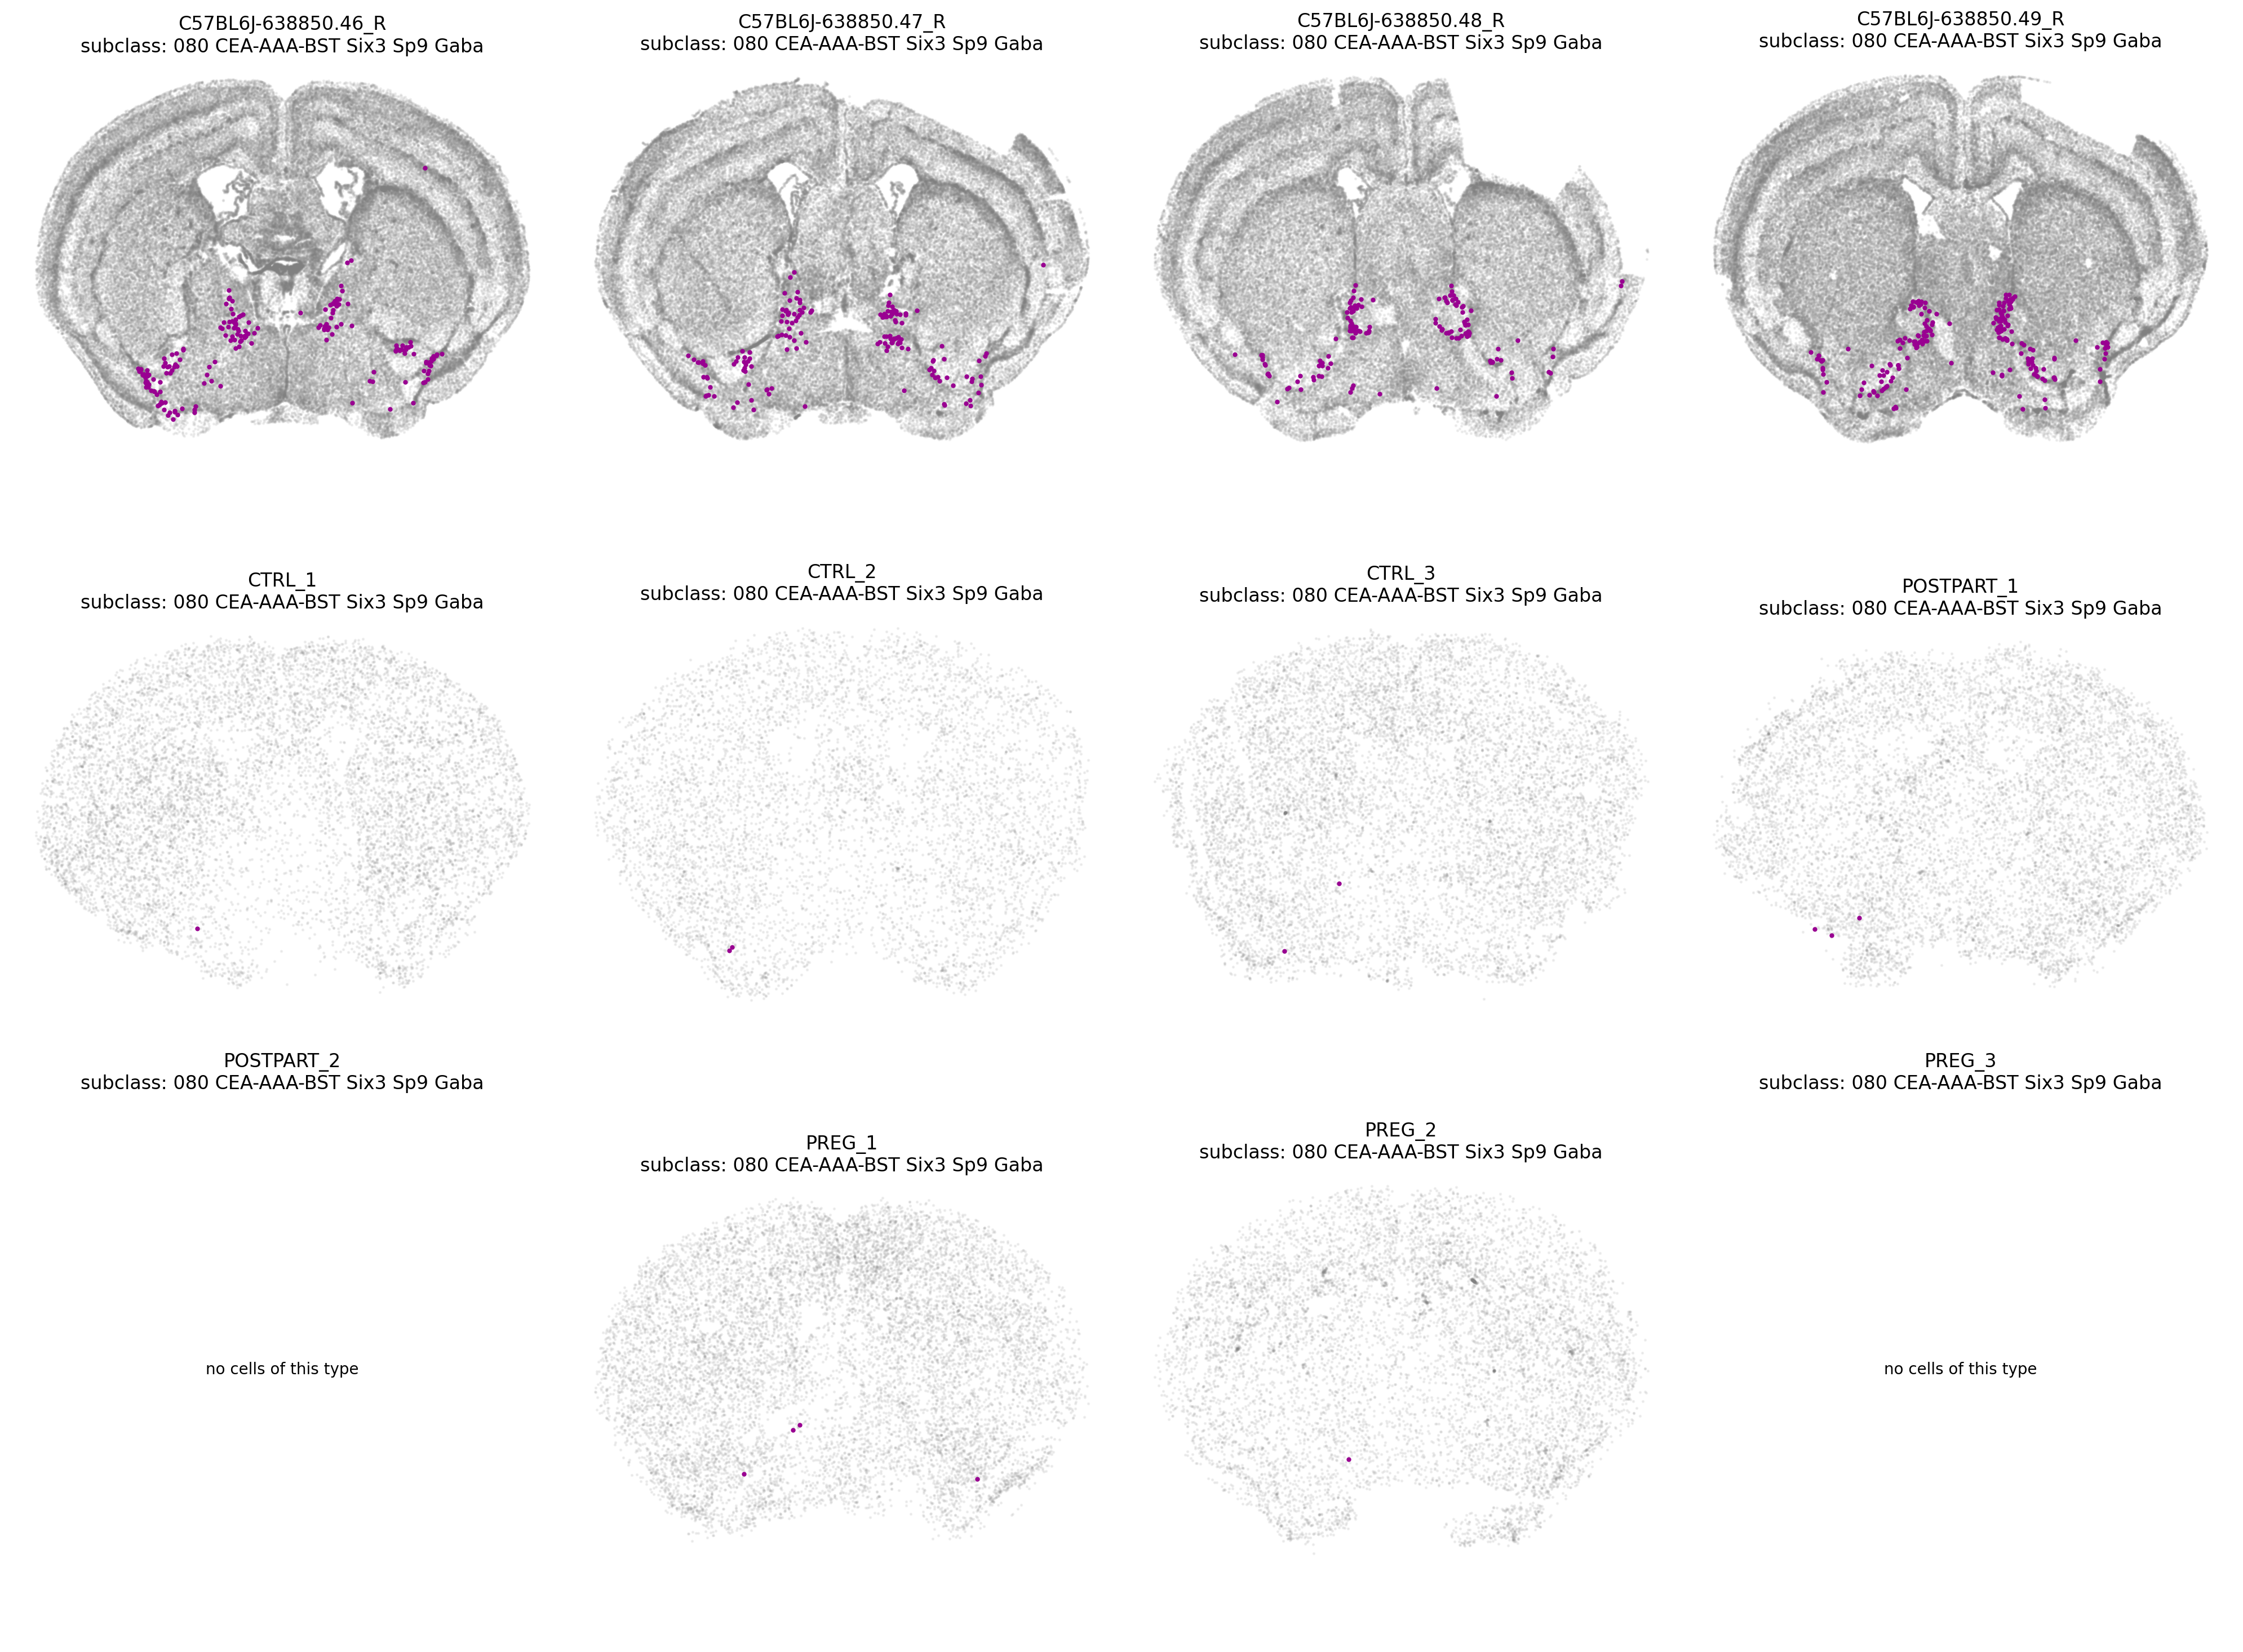 C57BL6J-638850.46_R
subclass: 080 CEA-AAA-BST Six3 Sp9 Gaba
C57BL6J-638850.47_R
subclass: 080 CEA-AAA-BST Six3 Sp9 Gaba
C57BL6J-638850.48_R
subclass: 080 CEA-AAA-BST Six3 Sp9 Gaba
C57BL6J-638850.49_R
subclass: 080 CEA-AAA-BST Six3 Sp9 Gaba
CTRL_1
subclass: 080 CEA-AAA-BST Six3 Sp9 Gaba
CTRL_2
subclass: 080 CEA-AAA-BST Six3 Sp9 Gaba
CTRL_3
subclass: 080 CEA-AAA-BST Six3 Sp9 Gaba
POSTPART_1
subclass: 080 CEA-AAA-BST Six3 Sp9 Gaba
POSTPART_2
subclass: 080 CEA-AAA-BST Six3 Sp9 Gaba
no cells of this type
PREG_1
subclass: 080 CEA-AAA-BST Six3 Sp9 Gaba
PREG_2
subclass: 080 CEA-AAA-BST Six3 Sp9 Gaba
PREG_3
subclass: 080 CEA-AAA-BST Six3 Sp9 Gaba
no cells of this type